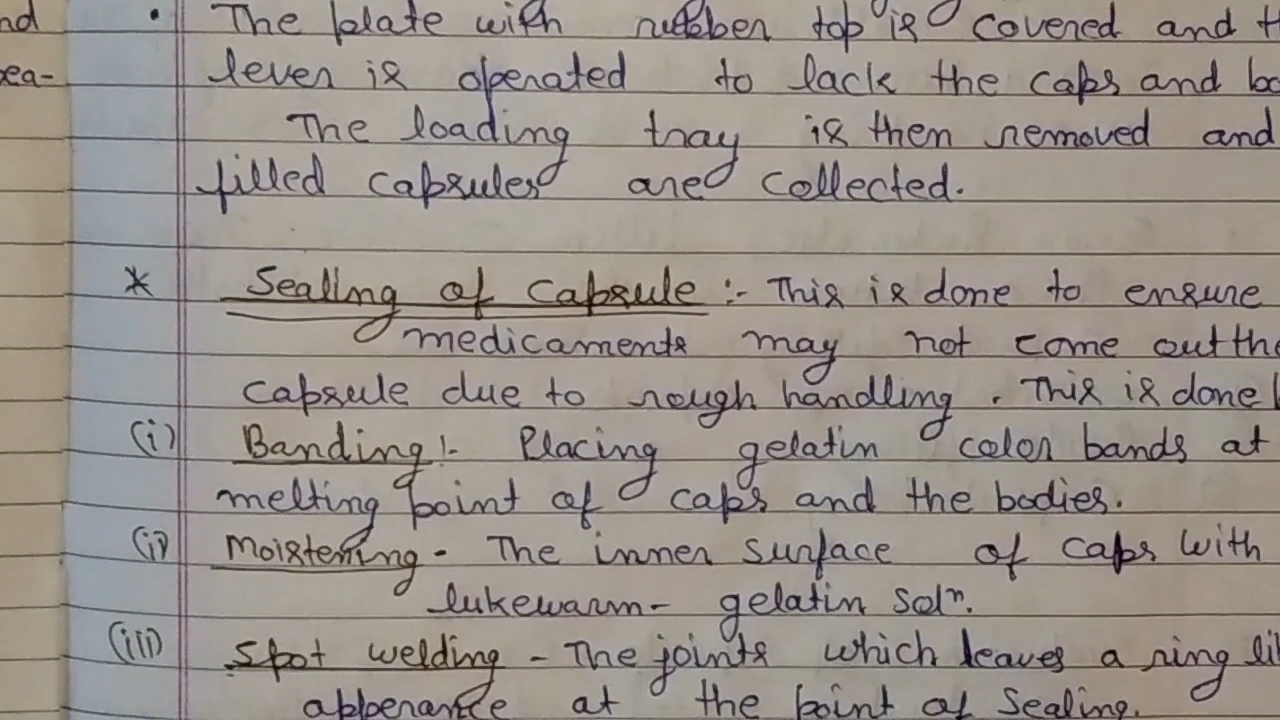 nd
• The plate with rubber top is covered and th
rea-
lever is operated to lack the caps and bo
The loading tray is then removed and
filled capsules are collected.
* Sealing of Capsule :- This is done to ensure
medicaments may not come out the
capsule due to rough handling. This is done b
(i) Banding :- Placing gelatin color bands at
melting point of caps and the bodies.
(ii) Moistening - The inner surface of caps with
lukewarm - gelatin solⁿ.
(iii) Spot welding - The joints which leaves a ring li
apperance at the point of Sealing.